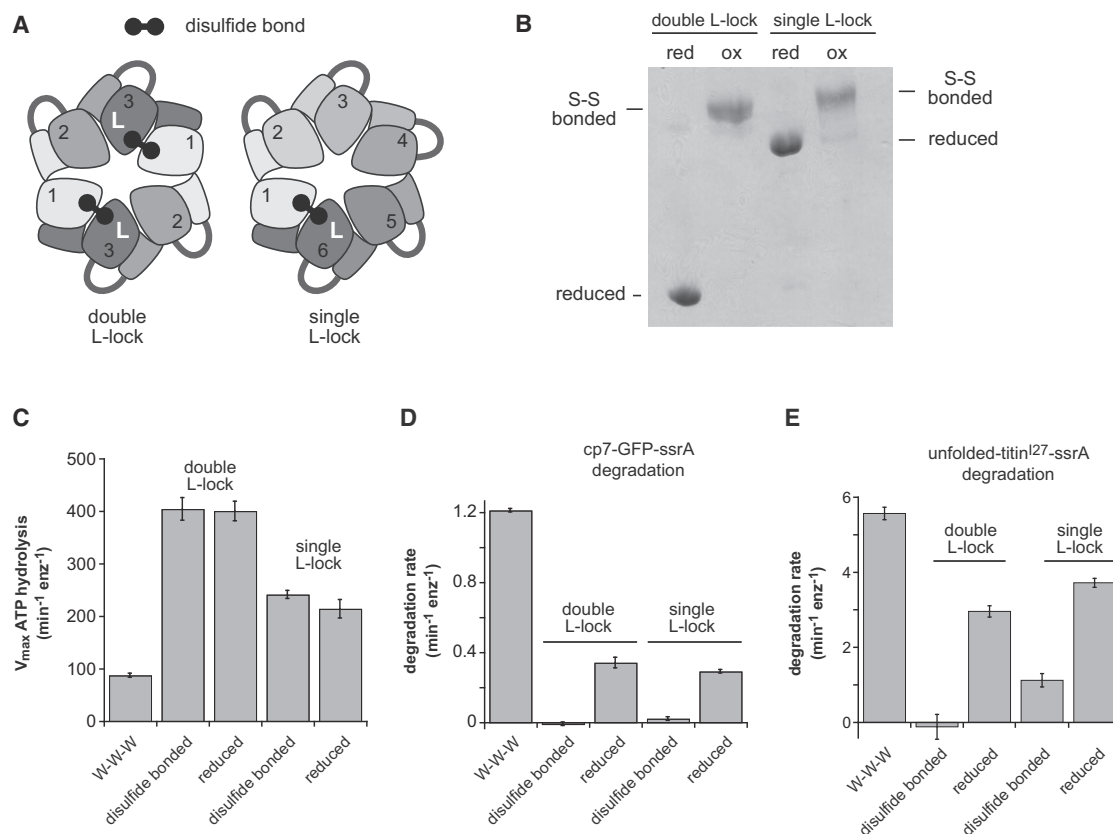 A
disulfide bond
3
L
2
1
1
L
2
3
double
L-lock
3
2
4
1
L
5
6
single
L-lock
B
double L-lock single L-lock
red ox red ox
S-S
bonded
reduced
S-S
bonded
reduced
C
Vmax ATP hydrolysis
(min-1 enz-1)
500
400
300
200
100
0
double
L-lock
single
L-lock
W-W-W
disulfide bonded
reduced
disulfide bonded
reduced
D
cp7-GFP-ssrA
degradation
degradation rate
(min-1 enz-1)
1.2
0.8
0.4
0
double
L-lock
single
L-lock
W-W-W
disulfide bonded
reduced
disulfide bonded
reduced
E
unfolded-titinI27-ssrA
degradation
degradation rate
(min-1 enz-1)
6
4
2
0
double
L-lock
single
L-lock
W-W-W
disulfide bonded
reduced
disulfide bonded
reduced